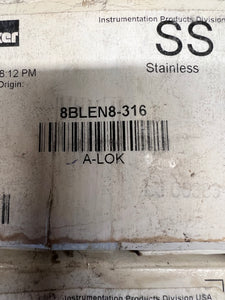 Instrumentation Products Division
SS
8:12 PM
Stainless
Origin:
8BLEN8-316
A-LOK
Instrumentation Products Division USA